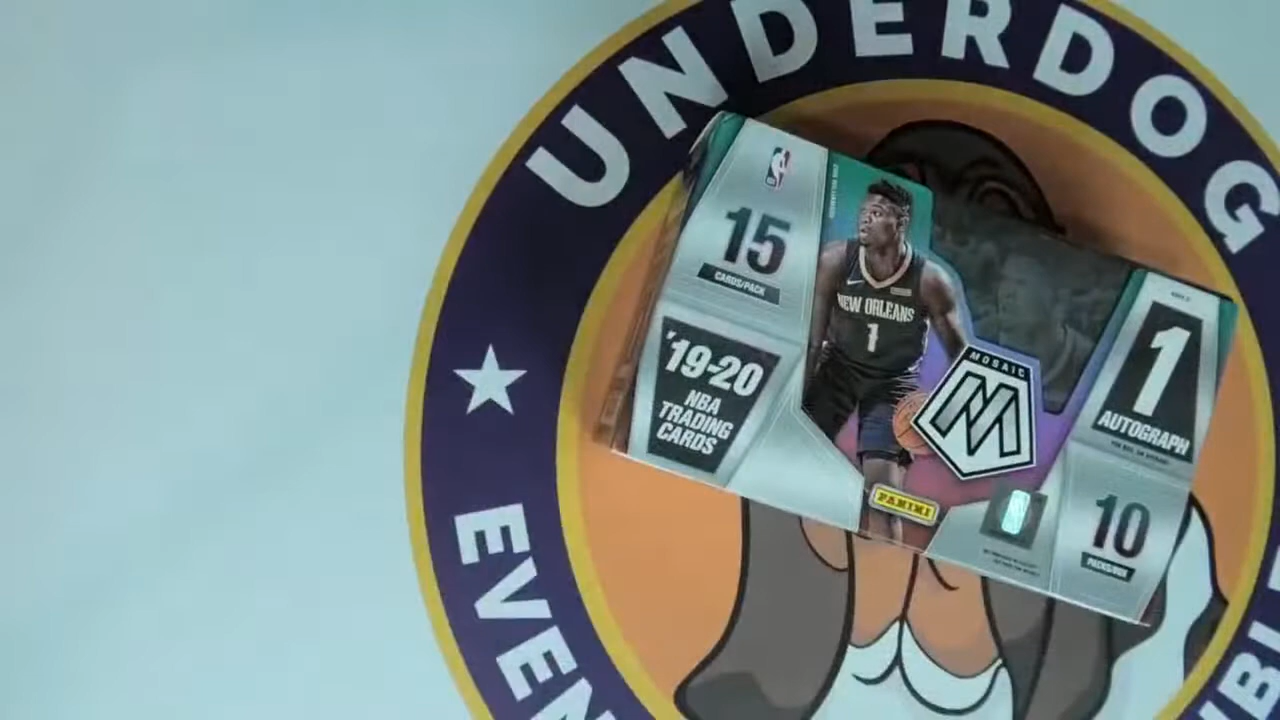 UNDERDOG
EVEN
15
CARDS/PACK
'19-20
NBA
TRADING
CARDS
NEW ORLEANS
1
MOSAIC
M
PANINI
1
AUTOGRAPH
10
PACKS/BOX